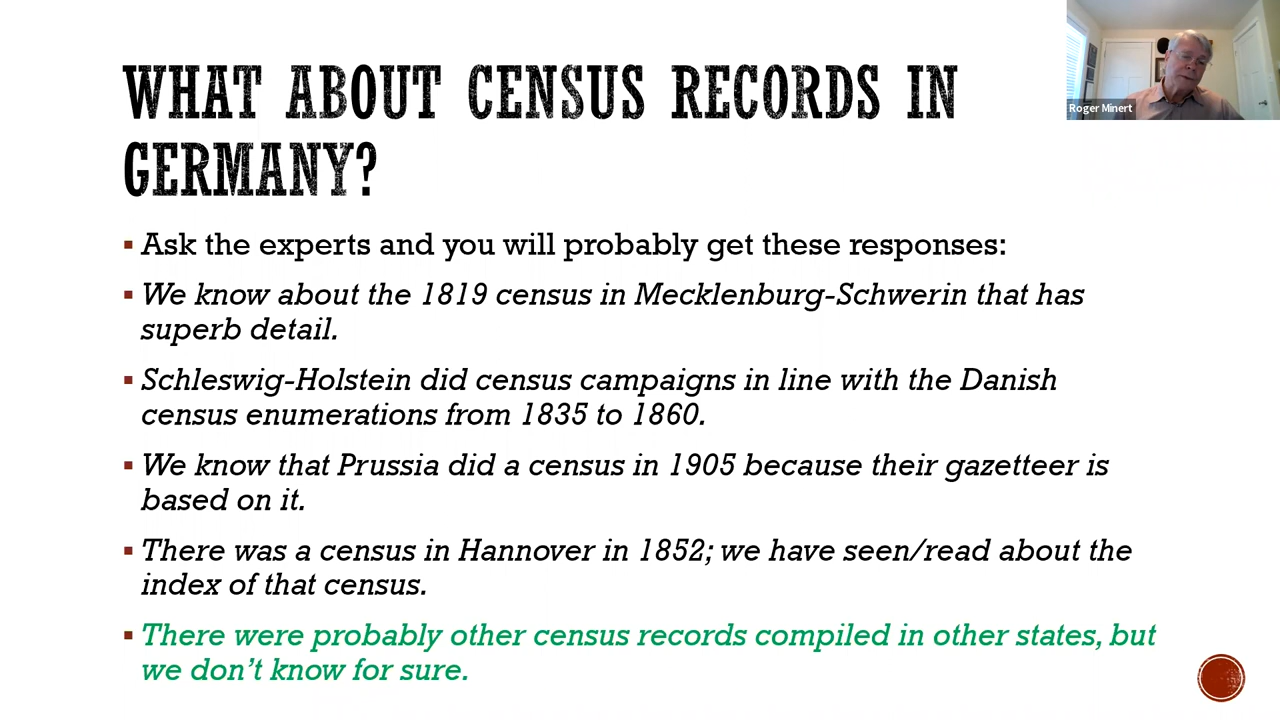 WHAT ABOUT CENSUS RECORDS IN
GERMANY?
Roger Minert
▪ Ask the experts and you will probably get these responses:
▪ We know about the 1819 census in Mecklenburg-Schwerin that has
superb detail.
▪ Schleswig-Holstein did census campaigns in line with the Danish
census enumerations from 1835 to 1860.
▪ We know that Prussia did a census in 1905 because their gazetteer is
based on it.
▪ There was a census in Hannover in 1852; we have seen/read about the
index of that census.
▪ There were probably other census records compiled in other states, but
we don't know for sure.